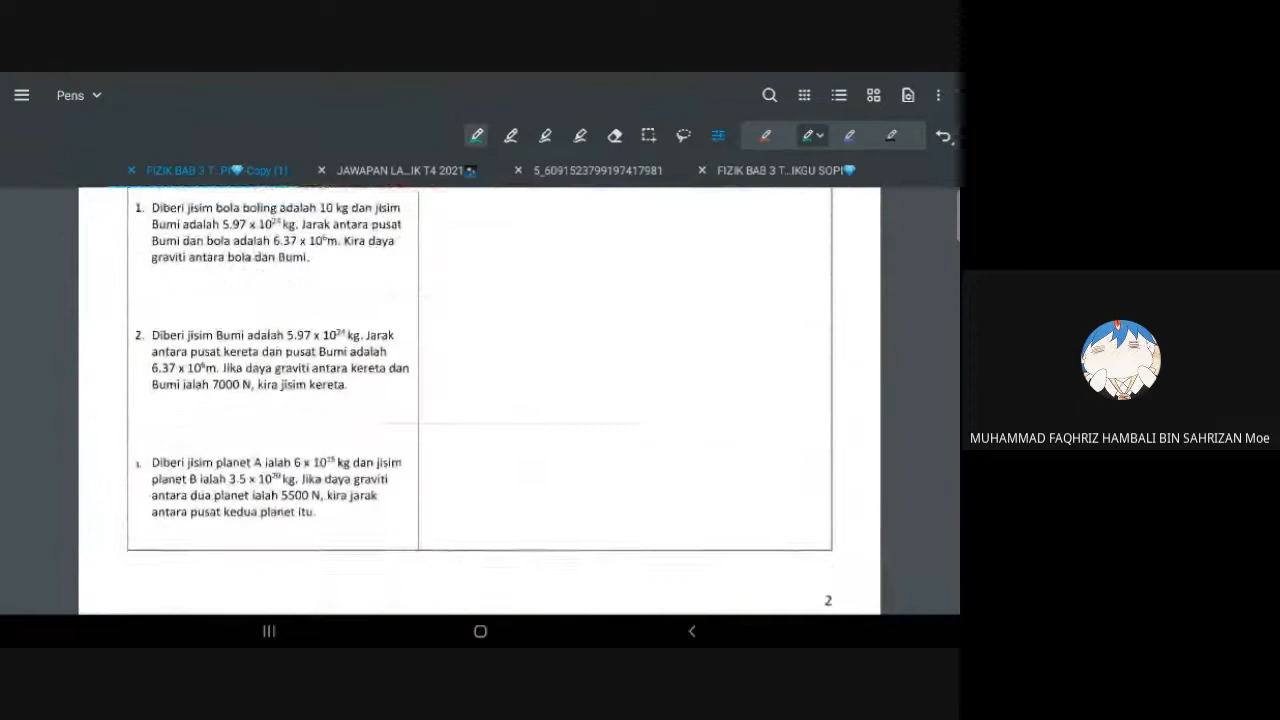 Pens
FIZIK BAB 3 T..PI💎 Copy (1)
JAWAPAN LA...IK T4 2021
5_6091523799197417981
FIZIK BAB 3 T...IKGU SOPI💎
1. Diberi jisim bola boling adalah 10 kg dan jisim
Bumi adalah 5.97 x 10²⁴ kg. Jarak antara pusat
Bumi dan bola adalah 6.37 x 10⁶m. Kira daya
graviti antara bola dan Bumi.
2. Diberi jisim Bumi adalah 5.97 x 10²⁴ kg. Jarak
antara pusat kereta dan pusat Bumi adalah
6.37 x 10⁶m. Jika daya graviti antara kereta dan
Bumi ialah 7000 N, kira jisim kereta.
3. Diberi jisim planet A ialah 6 x kg dan jisim
planet B ialah 3.5 x 10²⁰ kg. Jika daya graviti
antara dua planet ialah 5500 N, kira jarak
antara pusat kedua planet itu.
2
MUHAMMAD FAQHRIZ HAMBALI BIN SAHRIZAN Moe